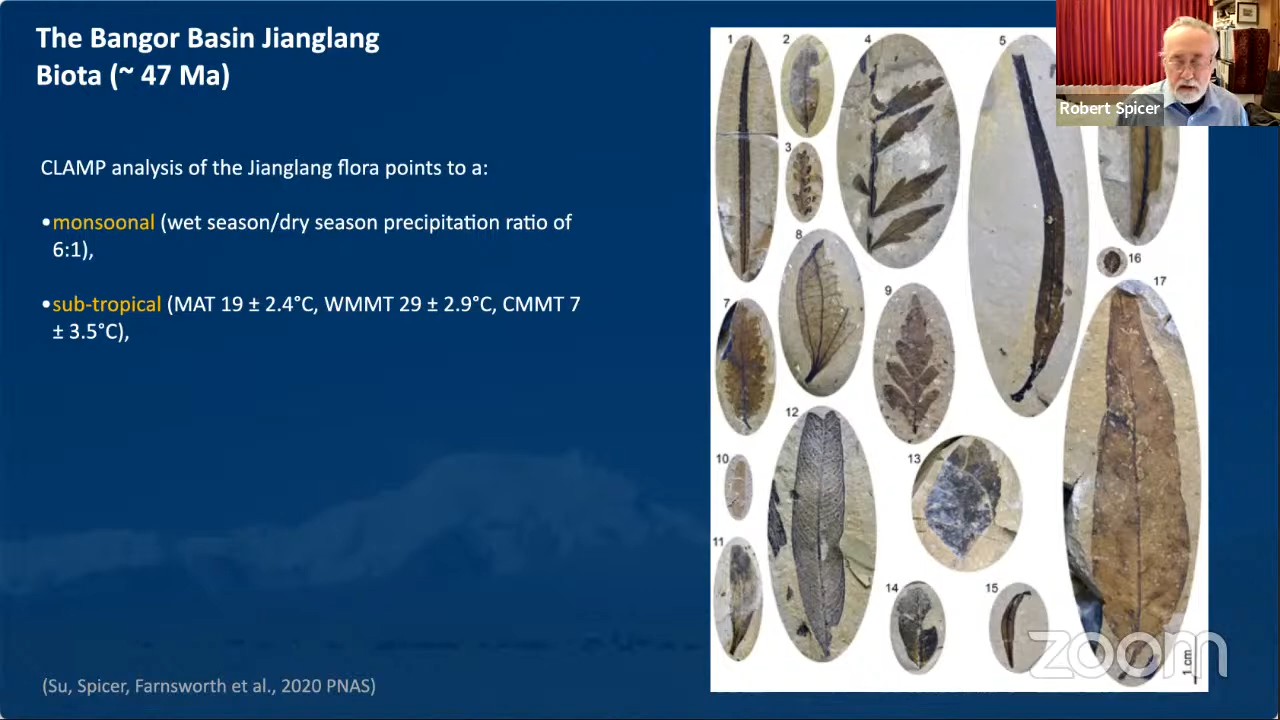 The Bangor Basin Jianglang
Biota (~ 47 Ma)
CLAMP analysis of the Jianglang flora points to a:
•monsoonal (wet season/dry season precipitation ratio of
6:1),
•sub-tropical (MAT 19 ± 2.4°C, WMMT 29 ± 2.9°C, CMMT 7
± 3.5°C),
(Su, Spicer, Farnsworth et al., 2020 PNAS)
1
2
3
4
5
7
8
9
10
11
12
13
14
15
16
17
1 cm
Robert Spicer
zoom